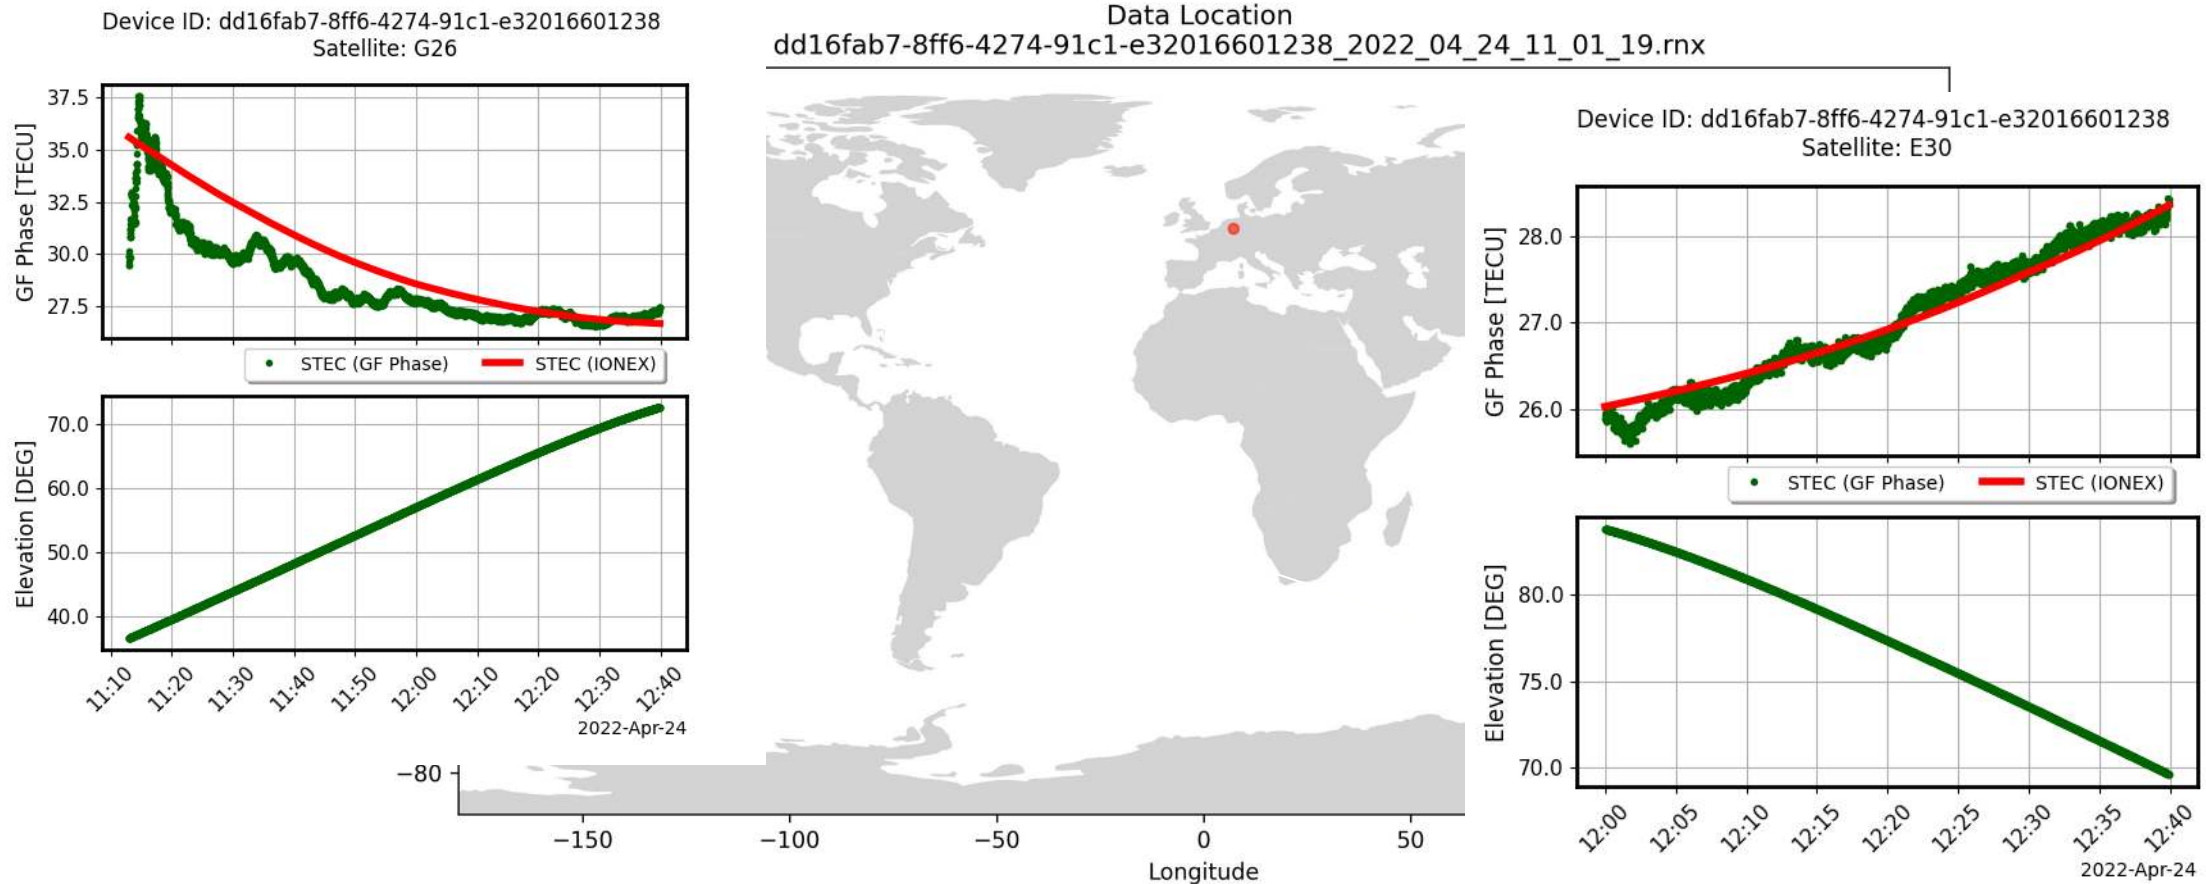 Device ID: dd16fab7-8ff6-4274-91c1-e32016601238
Satellite: G26
GF Phase [TECU]
37.5
35.0
32.5
30.0
27.5
STEC (GF Phase)
STEC (IONEX)
Elevation [DEG]
70.0
60.0
50.0
40.0
11:10
11:20
11:30
11:40
11:50
12:00
12:10
12:20
12:30
12:40
2022-Apr-24
Data Location
dd16fab7-8ff6-4274-91c1-e32016601238_2022_04_24_11_01_19.rnx
−80
−150
−100
−50
0
50
Longitude
Device ID: dd16fab7-8ff6-4274-91c1-e32016601238
Satellite: E30
GF Phase [TECU]
28.0
27.0
26.0
STEC (GF Phase)
STEC (IONEX)
Elevation [DEG]
80.0
75.0
70.0
12:00
12:05
12:10
12:15
12:20
12:25
12:30
12:35
12:40
2022-Apr-24